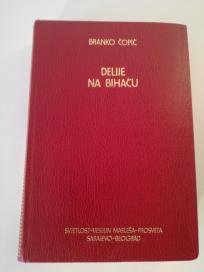 BRANKO ĆOPIĆ
DELIJE
NA BIHAĆU
SVJETLOST-VESELIN MASLEŠA-PROSVETA
SARAJEVO-BEOGRAD